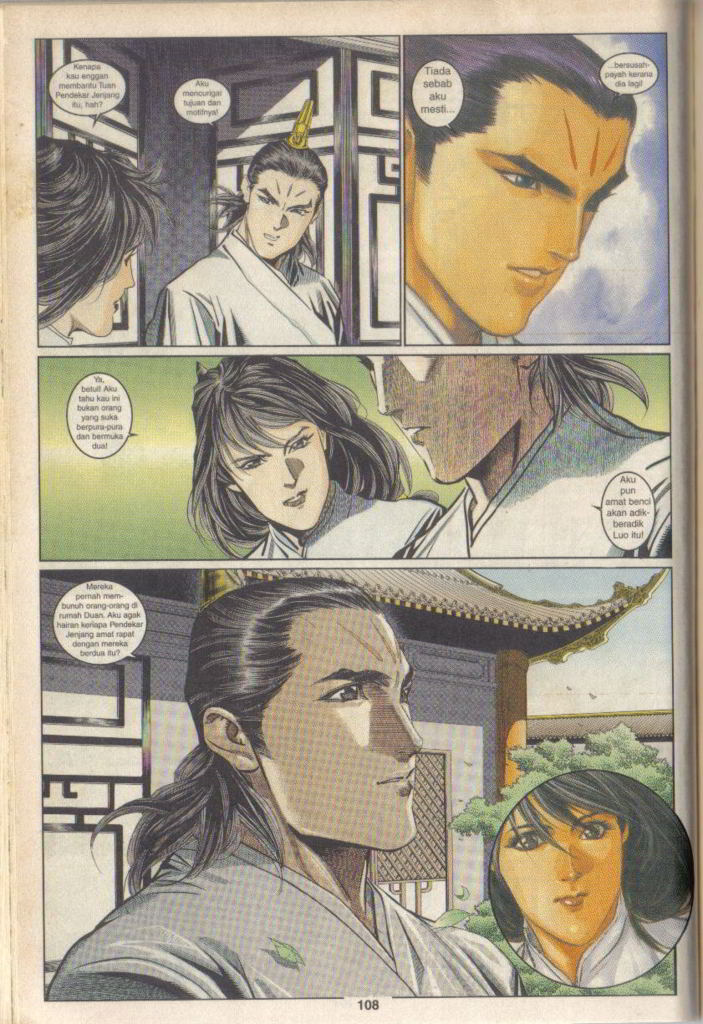 Kenapa
kau enggan
membantu Tuan
Pendekar Jenjang
itu, hah?
Aku
mencurigai
tujuan dan
motifnya!
Tiada
sebab
aku
mesti...
...bersusah-
payah kerana
dia lagi!
Ya,
betul! Aku
tahu kau ini
bukan orang
yang suka
berpura-pura
dan bermuka
dua!
Aku
pun
amat benci
akan adik-
beradik
Luo itu!
Mereka
pernah mem-
bunuh orang-orang di
rumah Duan. Aku agak
hairan kenapa Pendekar
Jenjang amat rapat
dengan mereka
berdua itu?
108